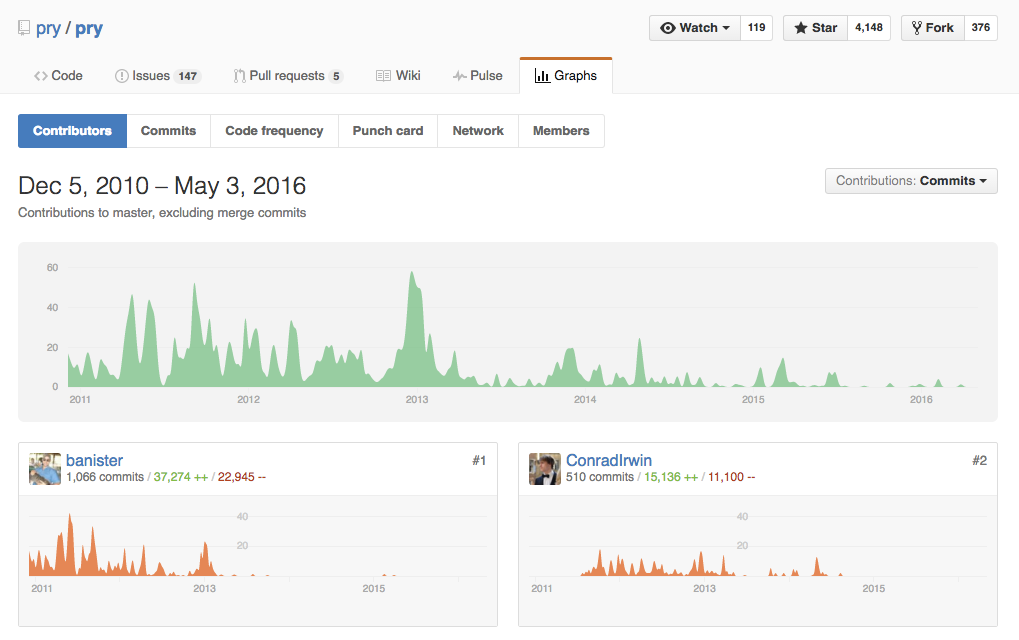 pry / pry
Watch 119 Star 4,148 Fork 376
Code Issues 147 Pull requests 5 Wiki Pulse Graphs
Contributors Commits Code frequency Punch card Network Members
Dec 5, 2010 – May 3, 2016
Contributions: Commits
Contributions to master, excluding merge commits
60
40
20
0
2011 2012 2013 2014 2015 2016
banister #1
1,066 commits / 37,274 ++ / 22,945 --
40
20
2011 2013 2015
ConradIrwin #2
510 commits / 15,136 ++ / 11,100 --
40
20
2011 2013 2015